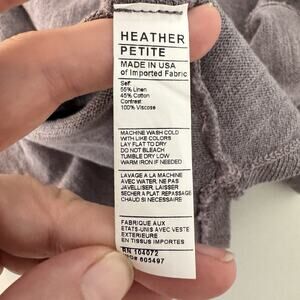 HEATHER
PETITE
MADE IN USA
of Imported Fabric
Self:
55% Linen
45% Cotton
Contrast:
100% Viscose
MACHINE WASH COLD
WITH LIKE COLORS
LAY FLAT TO DRY
DO NOT BLEACH
TUMBLE DRY LOW
WARM IRON IF NEEDED
LAVAGE A LA MACHINE
AVEC WATER, NE PAS
JAVELLISER, LAISSER
SECHER A PLAT, REPASSAGE
CHAUD SI NECESSAIRE
FABRIQUE AUX
ETATS-UNIS AVEC VESTE
EXTERIEURE
EN TISSUS IMPORTES
RN 104072
605497